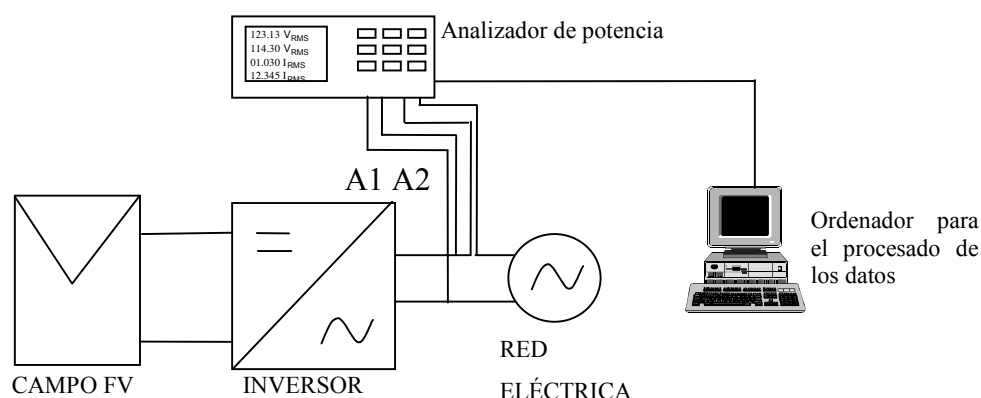 123.13 VRMS
114.30 VRMS
01.030 IRMS
12.345 IRMS
Analizador de potencia
A1 A2
Ordenador para
el procesado de
los datos
CAMPO FV
INVERSOR
RED
ELÉCTRICA